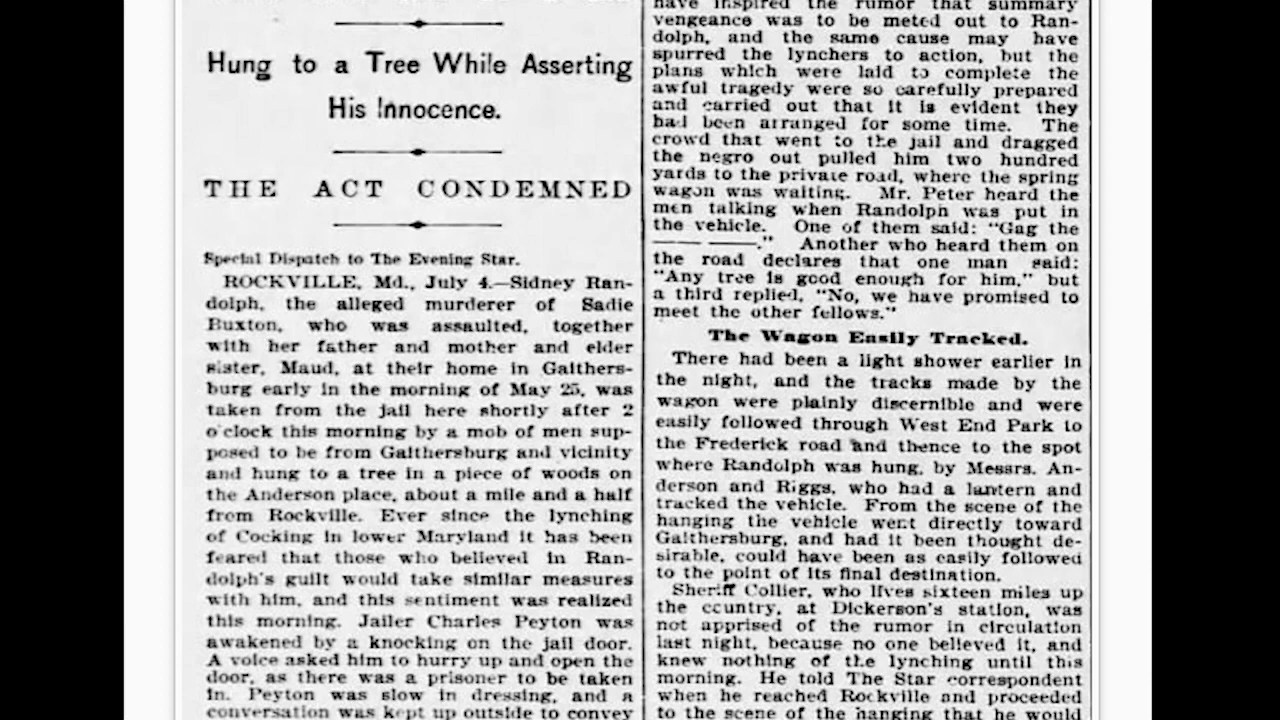 Hung to a Tree While Asserting
His Innocence.
THE ACT CONDEMNED
Special Dispatch to The Evening Star.
ROCKVILLE, Md., July 4.—Sidney Ran-
dolph, the alleged murderer of Sadie
Buxton, who was assaulted, together
with her father and mother and elder
sister, Maud, at their home in Gaithers-
burg early in the morning of May 25, was
taken from the jail here shortly after 2
o'clock this morning by a mob of men sup-
posed to be from Gaithersburg and vicinity
and hung to a tree in a piece of woods on
the Anderson place, about a mile and a half
from Rockville. Ever since the lynching
of Cocking in lower Maryland it has been
feared that those who believed in Ran-
dolph's guilt would take similar measures
with him, and this sentiment was realized
this morning. Jailer Charles Peyton was
awakened by a knocking on the jail door.
A voice asked him to hurry up and open the
door, as there was a prisoner to be taken
in. Peyton was slow in dressing, and a
conversation was kept up outside to convey
have inspired the rumor that summary
vengeance was to be meted out to Ran-
dolph, and the same cause may have
spurred the lynchers to action, but the
plans which were laid to complete the
awful tragedy were so carefully prepared
and carried out that it is evident they
had been arranged for some time. The
crowd that went to the jail and dragged
the negro out pulled him two hundred
yards to the private road, where the spring
wagon was waiting. Mr. Peter heard the
men talking when Randolph was put in
the vehicle. One of them said: "Gag the
—— ——." Another who heard them on
the road declares that one man said:
"Any tree is good enough for him," but
a third replied, "No, we have promised to
meet the other fellows."
The Wagon Easily Tracked.
There had been a light shower earlier in
the night, and the tracks made by the
wagon were plainly discernible and were
easily followed through West End Park to
the Frederick road and thence to the spot
where Randolph was hung, by Messrs. An-
derson and Riggs, who had a lantern and
tracked the vehicle. From the scene of the
hanging the vehicle went directly toward
Gaithersburg, and had it been thought de-
sirable, could have been as easily followed
to the point of its final destination.
Sheriff Collier, who lives sixteen miles up
the country, at Dickerson's station, was
not apprised of the rumor in circulation
last night, because no one believed it, and
knew nothing of the lynching until this
morning. He told The Star correspondent
when he reached Rockville and proceeded
to the scene of the hanging that he would